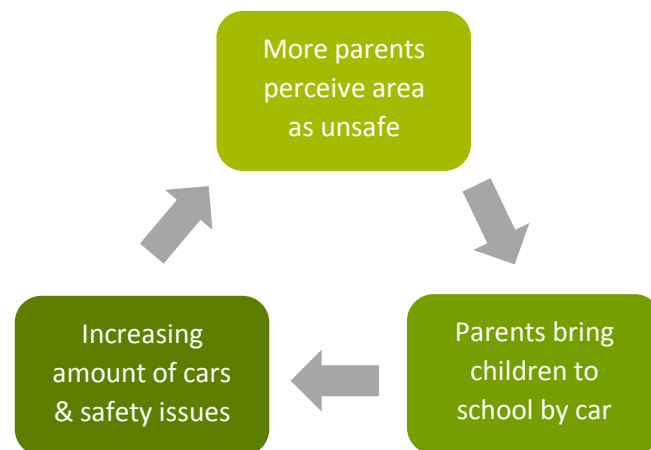 More parents
perceive area
as unsafe
Increasing
amount of cars
& safety issues
Parents bring
children to
school by car